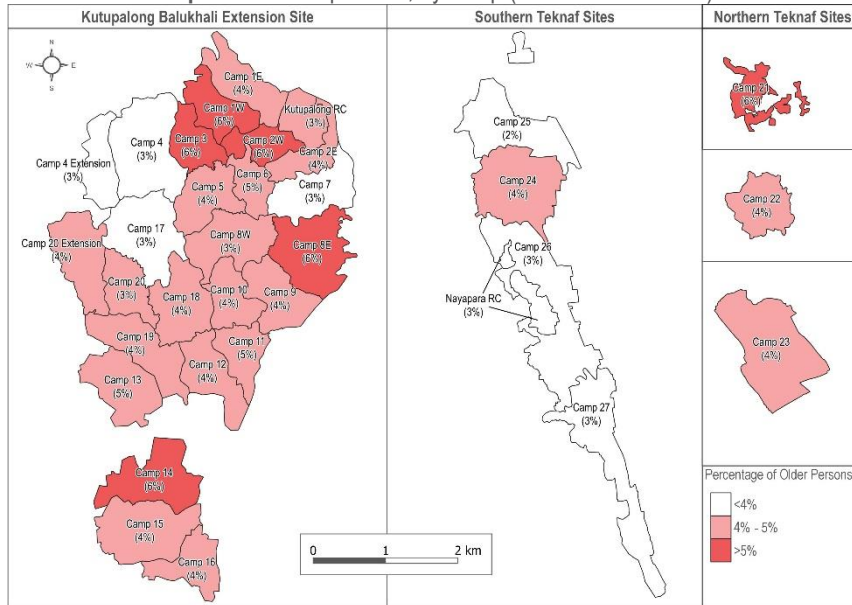 Kutupalong Balukhali Extension Site
Southern Teknaf Sites
Northern Teknaf Sites
N
W
E
S
Camp 1E
(4%)
Camp 1W
(6%)
Kutupalong RC
(3%)
Camp 3
(6%)
Camp 2W
(6%)
Camp 2E
(4%)
Camp 4
(3%)
Camp 4 Extension
(3%)
Camp 6
(5%)
Camp 7
(3%)
Camp 5
(4%)
Camp 17
(3%)
Camp 8W
(3%)
Camp 8E
(6%)
Camp 20 Extension
(4%)
Camp 20
(3%)
Camp 18
(4%)
Camp 10
(4%)
Camp 9
(4%)
Camp 19
(4%)
Camp 11
(5%)
Camp 12
(4%)
Camp 13
(5%)
Camp 14
(6%)
Camp 15
(4%)
Camp 16
(4%)
0 1 2 km
Camp 25
(2%)
Camp 24
(4%)
Camp 26
(3%)
Nayapara RC
(3%)
Camp 27
(3%)
Camp 21
(6%)
Camp 22
(4%)
Camp 23
(4%)
Percentage of Older Persons
<4%
4% - 5%
>5%